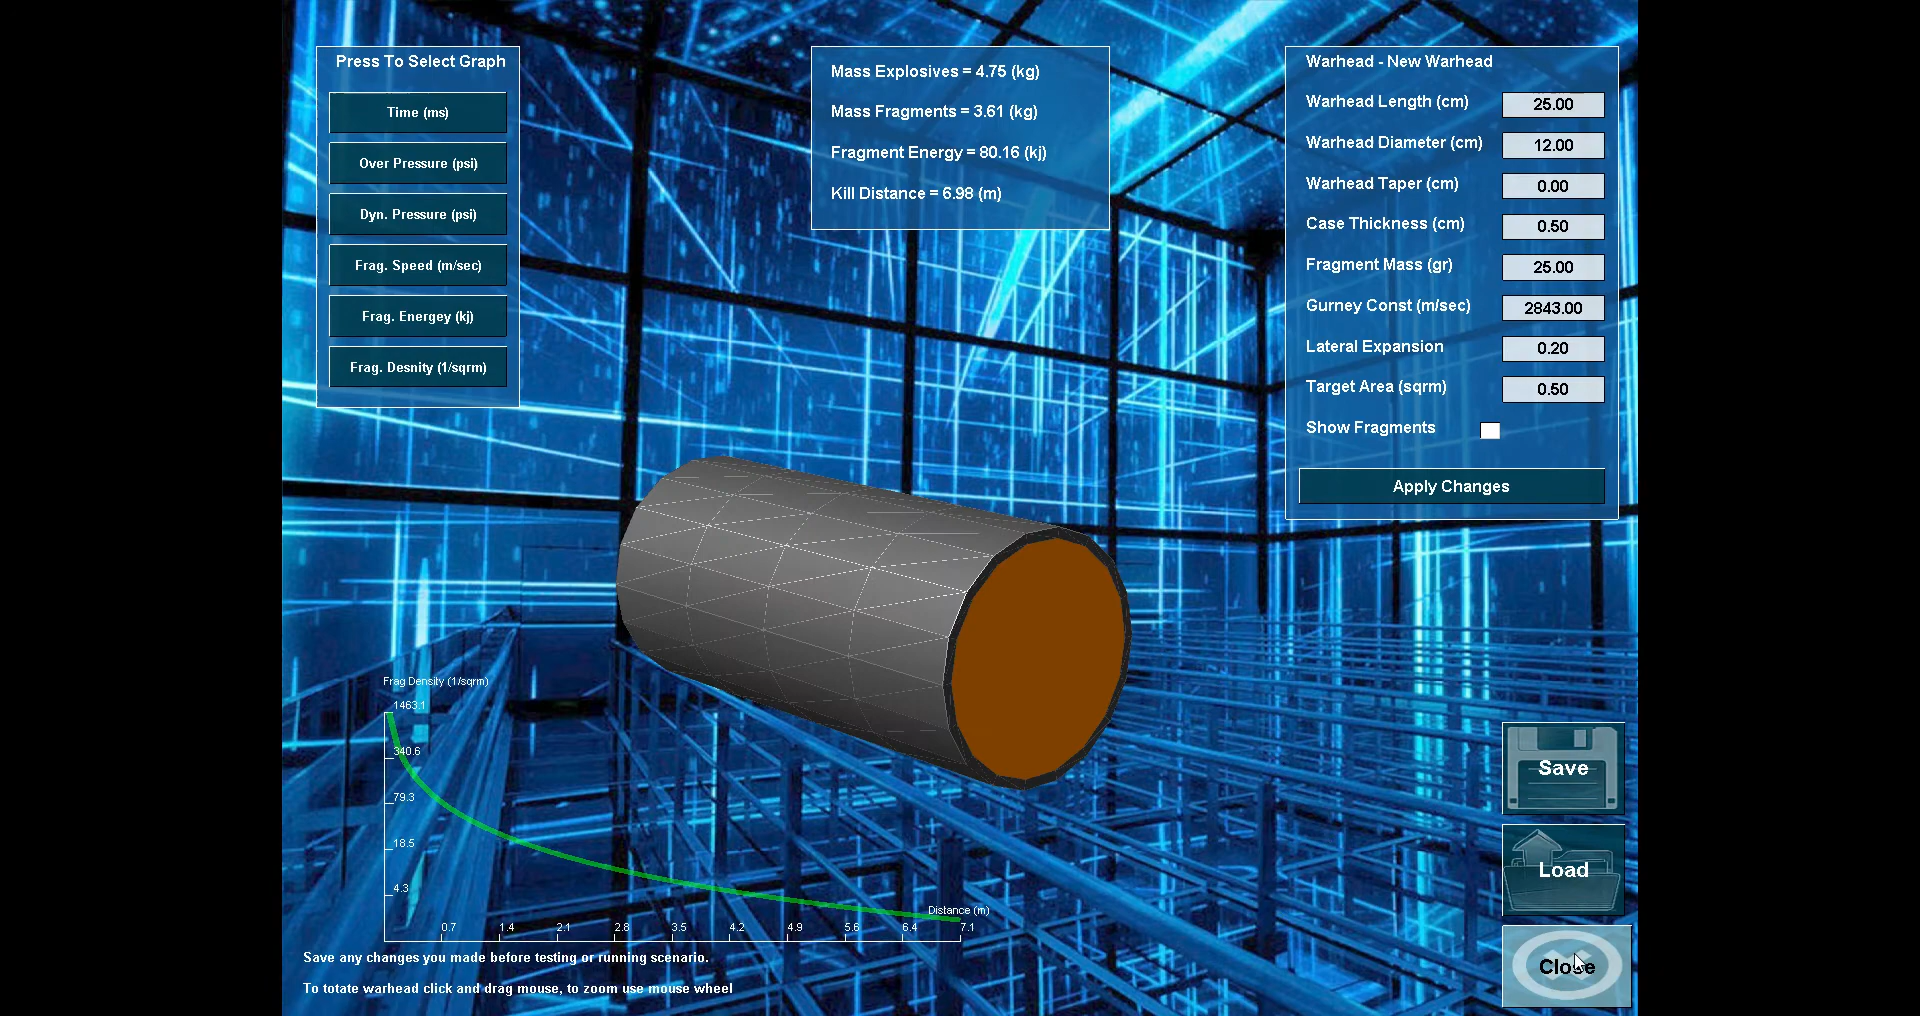 Press To Select Graph
Time (ms)
Over Pressure (psi)
Dyn. Pressure (psi)
Frag. Speed (m/sec)
Frag. Energey (kj)
Frag. Desnity (1/sqrm)
Mass Explosives = 4.75 (kg)
Mass Fragments = 3.61 (kg)
Fragment Energy = 80.16 (kj)
Kill Distance = 6.98 (m)
Warhead - New Warhead
Warhead Length (cm) 25.00
Warhead Diameter (cm) 12.00
Warhead Taper (cm) 0.00
Case Thickness (cm) 0.50
Fragment Mass (gr) 25.00
Gurney Const (m/sec) 2843.00
Lateral Expansion 0.20
Target Area (sqrm) 0.50
Show Fragments
Apply Changes
Frag Density (1/sqrm)
1463.1
340.6
79.3
18.5
4.3
Distance (m)
0.7 1.4 2.1 2.8 3.5 4.2 4.9 5.6 6.4 7.1
Save any changes you made before testing or running scenario.
To totate warhead click and drag mouse, to zoom use mouse wheel
Save
Load
Close